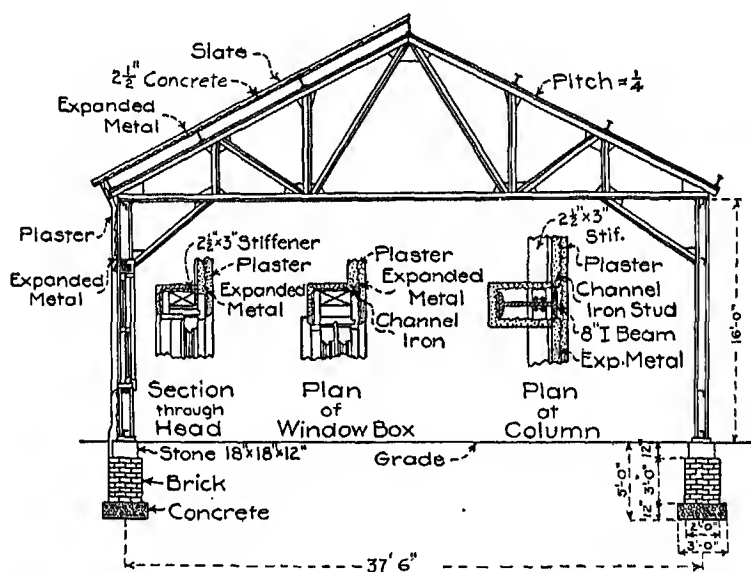 Slate
2½" Concrete
Expanded
Metal
Pitch = ¼
Plaster
Expanded
Metal
2½"×3" Stiffener
Plaster
Expanded
Metal
Plaster
Expanded
Metal
Channel
Iron
2½"×3"
Stif.
Plaster
Channel
Iron Stud
8" I Beam
Exp. Metal
16'-0"
Section
through
Head
Plan
of
Window Box
Plan
at
Column
Stone 18"×18"×12"
Grade
Brick
Concrete
5'-0"
12"
3'-0"
12"
2'-0"
3'-0"
37' 6"